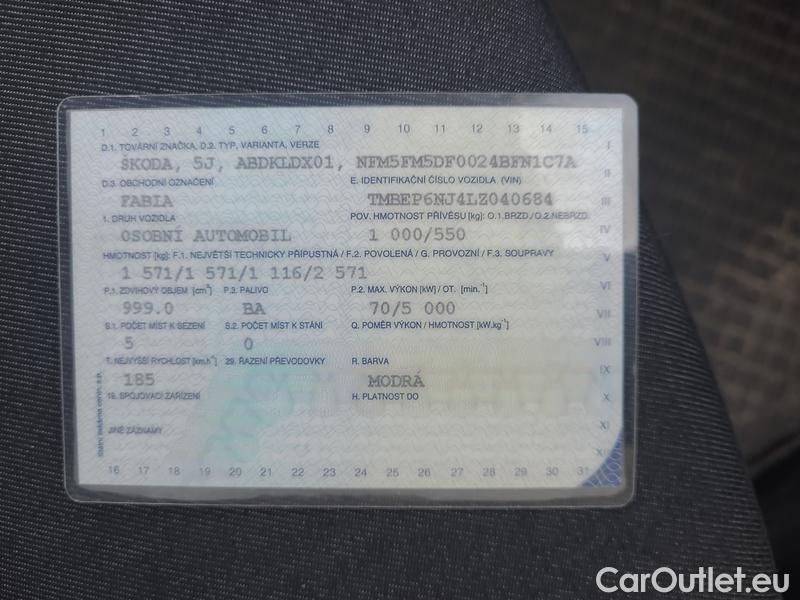 1 2 3 4 5 6 7 8 9 10 11 12 13 14 15
D.1. TOVÁRNÍ ZNAČKA, D.2. TYP, VARIANTA, VERZE I
ŠKODA, 5J, ABDKLDX01, NFM5FM5DF0024BFN1C7A
II
D.3. OBCHODNÍ OZNAČENÍ E. IDENTIFIKAČNÍ ČÍSLO VOZIDLA (VIN)
FABIA TMBEP6NJ4LZ040684 III
1. DRUH VOZIDLA POV. HMOTNOST PŘÍVĚSU [kg]: O.1.BRZD./O.2.NEBRZD.
OSOBNÍ AUTOMOBIL 1 000/550 IV
HMOTNOST [kg]: F.1. NEJVĚTŠÍ TECHNICKY PŘÍPUSTNÁ / F.2. POVOLENÁ / G. PROVOZNÍ / F.3. SOUPRAVY V
1 571/1 571/1 116/2 571
P.1. ZDVIHOVÝ OBJEM [cm³] P.3. PALIVO P.2. MAX. VÝKON [kW] / OT. [min.⁻¹] VI
999.0 BA 70/5 000 VII
S.1. POČET MÍST K SEZENÍ S.2. POČET MÍST K STÁNÍ Q. POMĚR VÝKON / HMOTNOST [kW.kg⁻¹]
5 0 VIII
T. NEJVYŠŠÍ RYCHLOST [km.h⁻¹] 29. ŘAZENÍ PŘEVODOVKY R. BARVA IX
185 MODRÁ
18. SPOJOVACÍ ZAŘÍZENÍ H. PLATNOST DO X
JINÉ ZÁZNAMY XI
XII
16 17 18 19 20 21 22 23 24 25 26 27 28 29 30 31
CarOutlet.eu